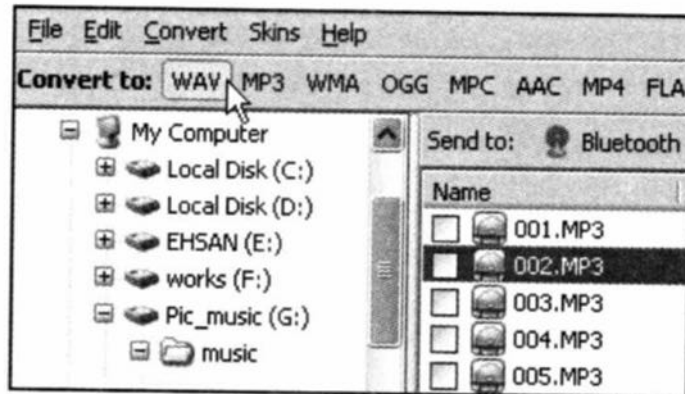 File Edit Convert Skins Help
Convert to: WAV MP3 WMA OGG MPC AAC MP4 FLA
My Computer
Local Disk (C:)
Local Disk (D:)
EHSAN (E:)
works (F:)
Pic_music (G:)
music
Send to: Bluetooth
Name
001.MP3
002.MP3
003.MP3
004.MP3
005.MP3